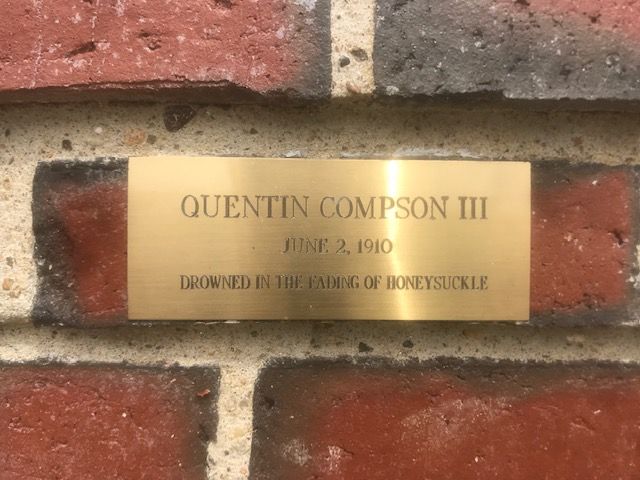 QUENTIN COMPSON III
JUNE 2, 1910
DROWNED IN THE FADING OF HONEYSUCKLE